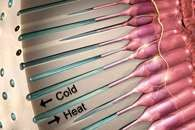 ← Cold
Heat →